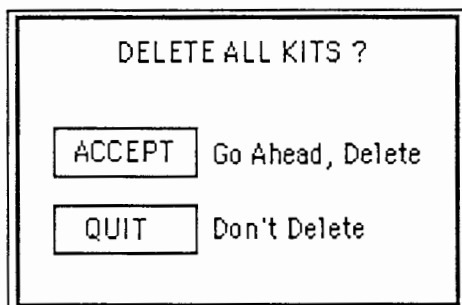 DELETE ALL KITS ?
ACCEPT Go Ahead, Delete
QUIT Don't Delete